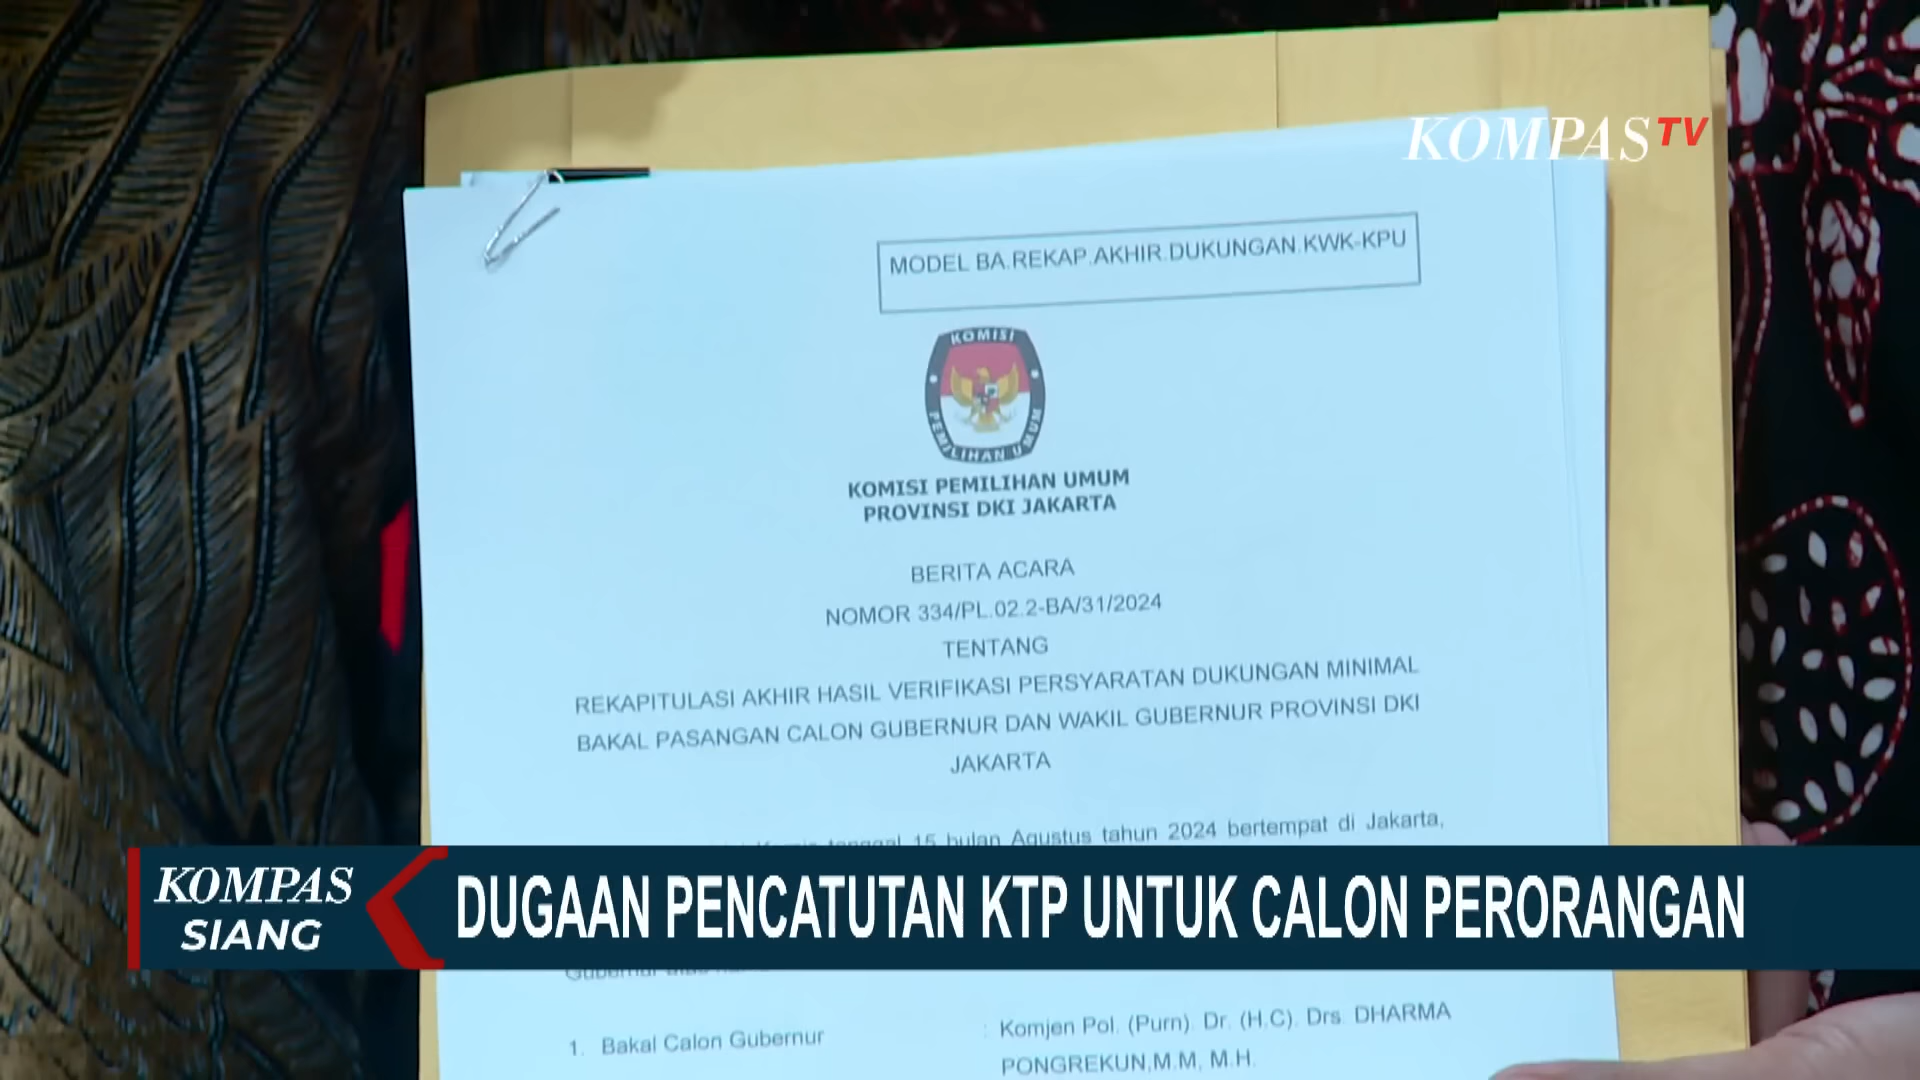 KOMPAS TV
MODEL BA.REKAP.AKHIR.DUKUNGAN.KWK-KPU
KOMISI
PEMILIHAN UMUM
KOMISI PEMILIHAN UMUM
PROVINSI DKI JAKARTA
BERITA ACARA
NOMOR 334/PL.02.2-BA/31/2024
TENTANG
REKAPITULASI AKHIR HASIL VERIFIKASI PERSYARATAN DUKUNGAN MINIMAL
BAKAL PASANGAN CALON GUBERNUR DAN WAKIL GUBERNUR PROVINSI DKI
JAKARTA
tanggal 15 bulan Agustus tahun 2024 bertempat di Jakarta,
KOMPAS
SIANG
DUGAAN PENCATUTAN KTP UNTUK CALON PERORANGAN
Gubernur
1. Bakal Calon Gubernur : Komjen Pol. (Purn). Dr. (H.C). Drs. DHARMA
PONGREKUN,M.M, M.H.